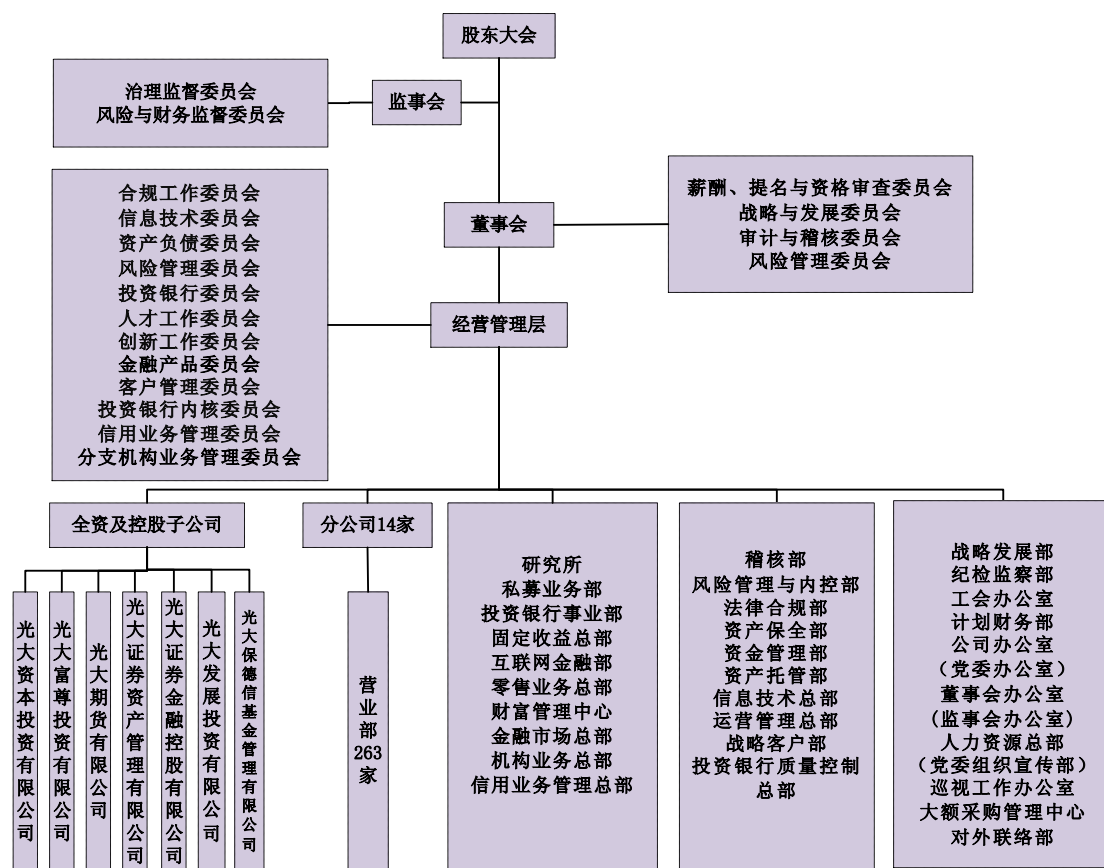 股东大会
治理监督委员会
风险与财务监督委员会
监事会
薪酬、提名与资格审查委员会
战略与发展委员会
审计与稽核委员会
风险管理委员会
董事会
合规工作委员会
信息技术委员会
资产负债委员会
风险管理委员会
投资银行委员会
人才工作委员会
创新工作委员会
金融产品委员会
客户管理委员会
投资银行内核委员会
信用业务管理委员会
分支机构业务管理委员会
经营管理层
全资及控股子公司
光大资本投资有限公司
光大富尊投资有限公司
光大期货有限公司
光大证券资产管理有限公司
光大证券金融控股有限公司
光大发展投资有限公司
光大保德信基金管理有限公司
分公司14家
营业部263家
研究所
私募业务部
投资银行事业部
固定收益总部
互联网金融部
零售业务总部
财富管理中心
金融市场总部
机构业务总部
信用业务管理总部
稽核部
风险管理与内控部
法律合规部
资产保全部
资金管理部
资产托管部
信息技术总部
运营管理总部
战略客户部
投资银行质量控制
总部
战略发展部
纪检监察部
工会办公室
计划财务部
公司办公室
（党委办公室）
董事会办公室
（监事会办公室）
人力资源总部
（党委组织宣传部）
巡视工作办公室
大额采购管理中心
对外联络部